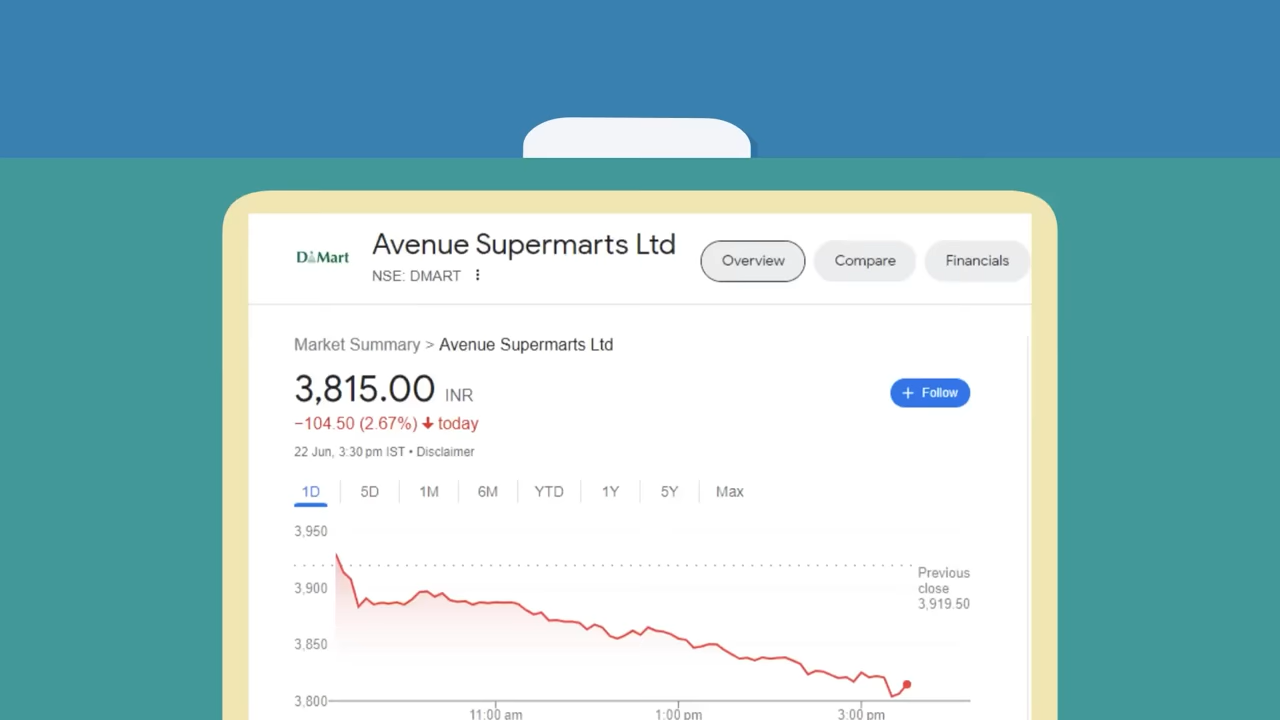 D Mart
Avenue Supermarts Ltd
NSE: DMART
Overview
Compare
Financials
Market Summary > Avenue Supermarts Ltd
3,815.00 INR
+ Follow
−104.50 (2.67%) ↓ today
22 Jun, 3:30 pm IST • Disclaimer
1D
5D
1M
6M
YTD
1Y
5Y
Max
3,950
3,900
3,850
3,800
Previous
close
3,919.50
11:00 am
1:00 pm
3:00 pm